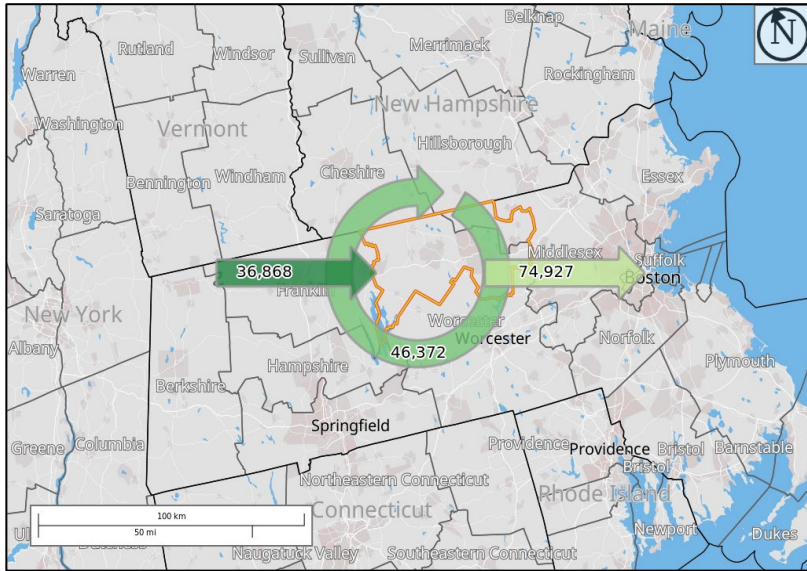 Belknap
Maine
N
Rutland
Windsor
Sullivan
Merrimack
Warren
Rockingham
New Hampshire
Washington
Vermont
Hillsborough
Cheshire
Essex
Bennington
Windham
Saratoga
Middlesex
Suffolk
36,868
74,927
Boston
Franklin
New York
Worcester
Albany
46,372
Worcester
Norfolk
Hampshire
Plymouth
Berkshire
Springfield
Greene
Columbia
Providence
Providence
Bristol
Barnstable
Bristol
Northeastern Connecticut
Rhode Island
Connecticut
100 km
50 mi
Newport
Dukes
Naugatuck Valley
Southeastern Connecticut